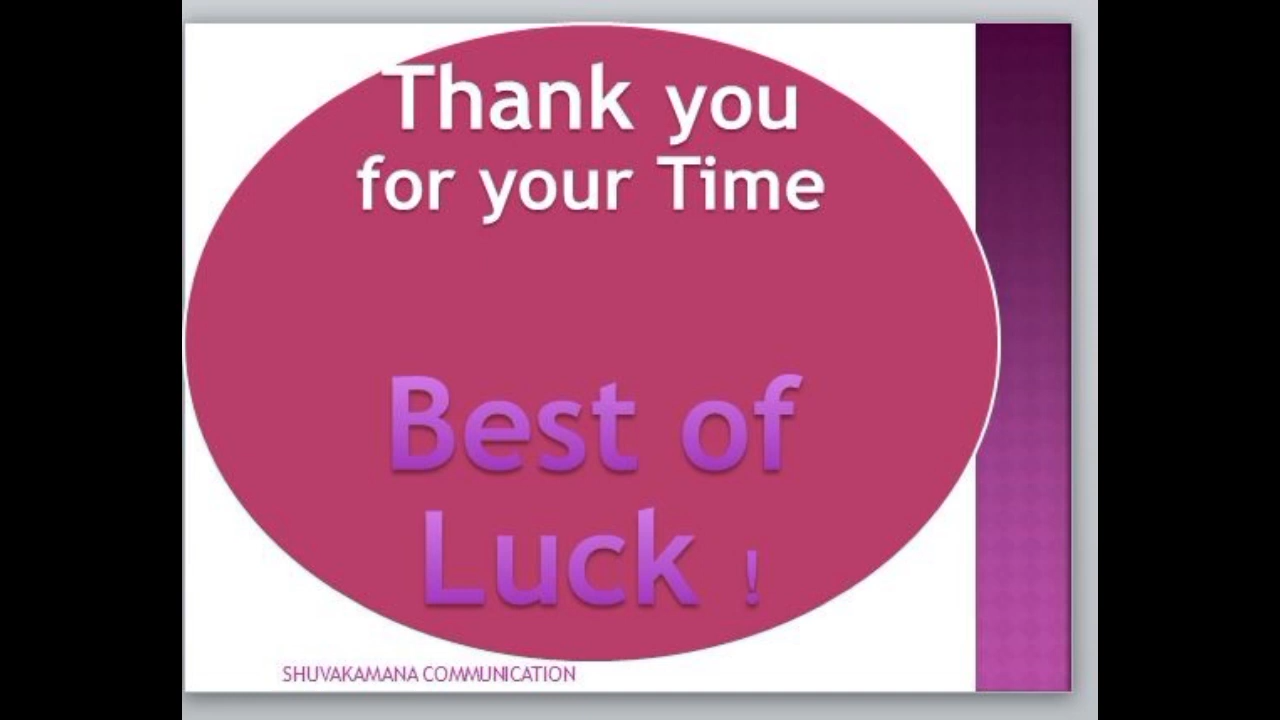 Thank you
for your Time
Best of
Luck !
SHUVAKAMANA COMMUNICATION